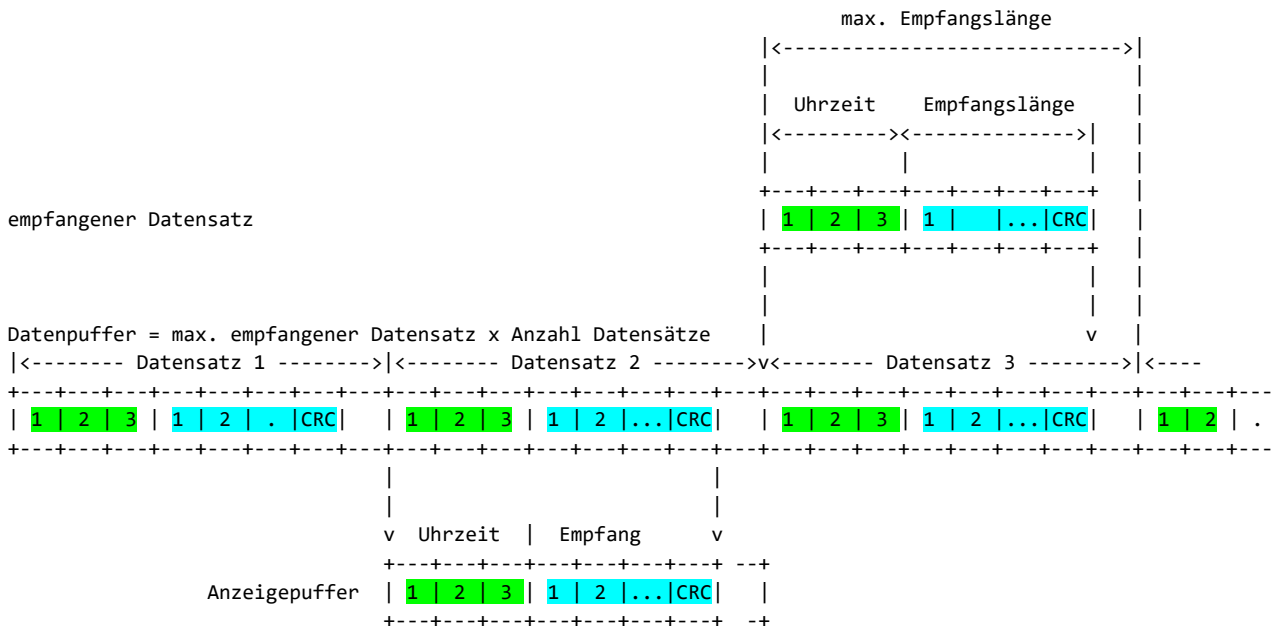 max. Empfangslänge
|<----------------------------->|
Uhrzeit Empfangslänge
|<---------><-------------->|
+---+---+---+---+---+---+---+
empfangener Datensatz | 1 | 2 | 3 | 1 | |...|CRC|
+---+---+---+---+---+---+---+
Datenpuffer = max. empfangener Datensatz x Anzahl Datensätze | v |
|<-------- Datensatz 1 -------->|<-------- Datensatz 2 -------->v<-------- Datensatz 3 -------->|<----
+---+---+---+---+---+---+---+---+---+---+---+---+---+---+---+---+---+---+---+---+---+---+---+---+---+---+---
| 1 | 2 | 3 | 1 | 2 | . |CRC| | 1 | 2 | 3 | 1 | 2 |...|CRC| | 1 | 2 | 3 | 1 | 2 |...|CRC| | 1 | 2 | .
+---+---+---+---+---+---+---+---+---+---+---+---+---+---+---+---+---+---+---+---+---+---+---+---+---+---+---
v Uhrzeit | Empfang v
+---+---+---+---+---+---+---+ --+
Anzeigepuffer | 1 | 2 | 3 | 1 | 2 |...|CRC| |
+---+---+---+---+---+---+---+ -+